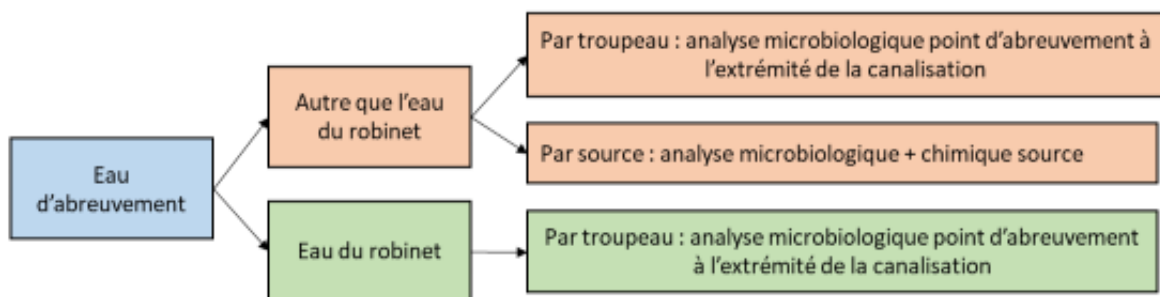 Par troupeau : analyse microbiologique point d'abreuvement à
l'extrémité de la canalisation
Autre que l'eau
du robinet
Par source : analyse microbiologique + chimique source
Eau
d'abreuvement
Eau du robinet
Par troupeau : analyse microbiologique point d'abreuvement
à l'extrémité de la canalisation